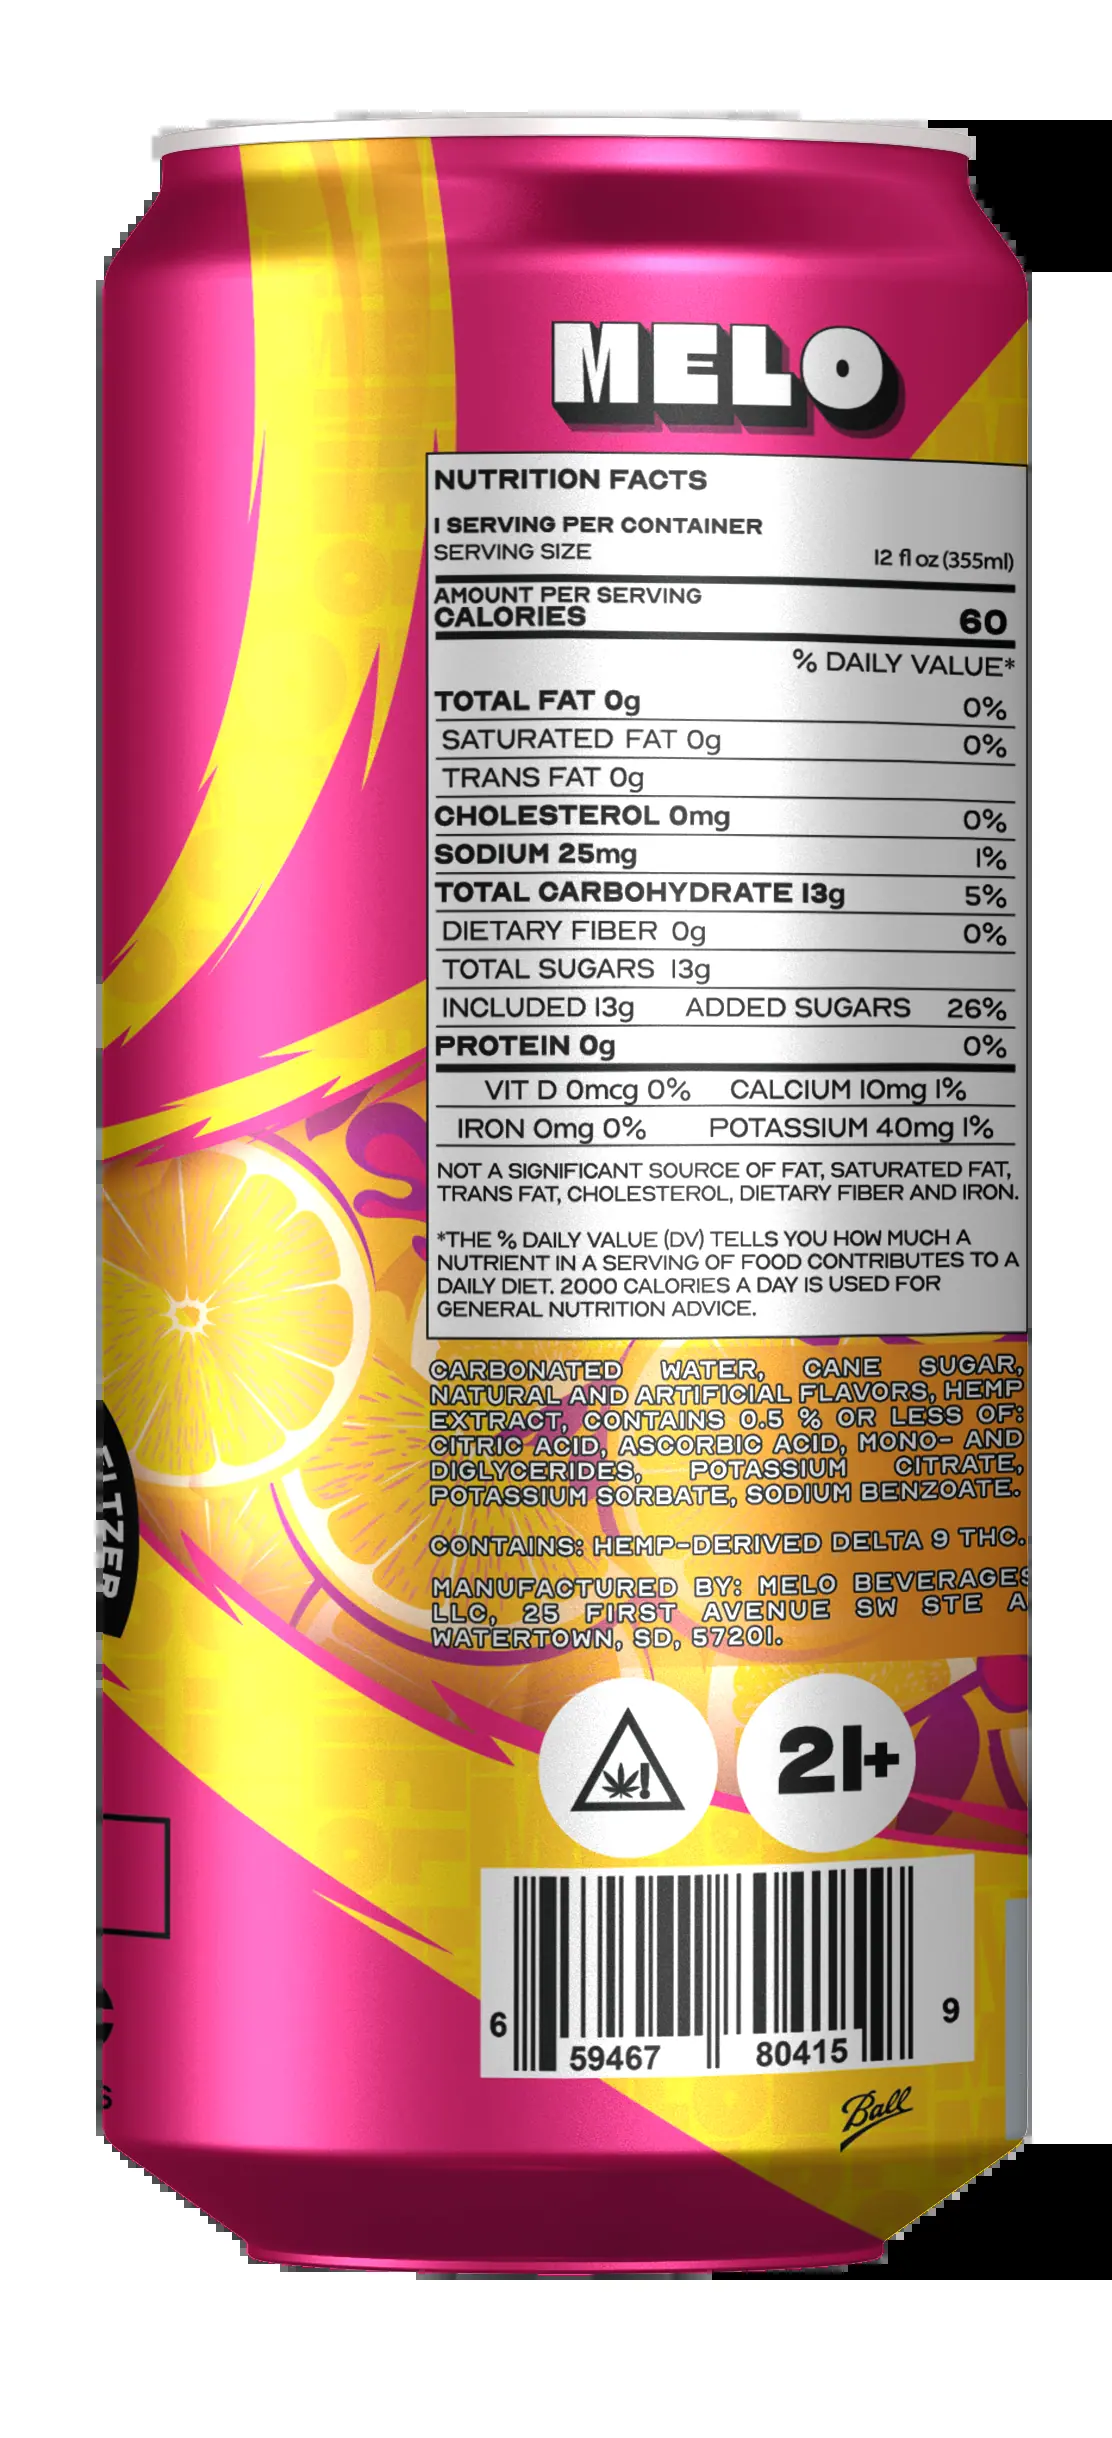 MELO
NUTRITION FACTS
1 SERVING PER CONTAINER
SERVING SIZE 12 fl oz (355ml)
AMOUNT PER SERVING
CALORIES 60
% DAILY VALUE*
TOTAL FAT 0g 0%
SATURATED FAT 0g 0%
TRANS FAT 0g
CHOLESTEROL 0mg 0%
SODIUM 25mg 1%
TOTAL CARBOHYDRATE 13g 5%
DIETARY FIBER 0g 0%
TOTAL SUGARS 13g
INCLUDED 13g ADDED SUGARS 26%
PROTEIN 0g 0%
VIT D 0mcg 0% CALCIUM 10mg 1%
IRON 0mg 0% POTASSIUM 40mg 1%
NOT A SIGNIFICANT SOURCE OF FAT, SATURATED FAT,
TRANS FAT, CHOLESTEROL, DIETARY FIBER AND IRON.
*THE % DAILY VALUE (DV) TELLS YOU HOW MUCH A
NUTRIENT IN A SERVING OF FOOD CONTRIBUTES TO A
DAILY DIET. 2000 CALORIES A DAY IS USED FOR
GENERAL NUTRITION ADVICE.
CARBONATED WATER, CANE SUGAR,
NATURAL AND ARTIFICIAL FLAVORS, HEMP
EXTRACT, CONTAINS 0.5 % OR LESS OF:
CITRIC ACID, ASCORBIC ACID, MONO- AND
DIGLYCERIDES, POTASSIUM CITRATE,
POTASSIUM SORBATE, SODIUM BENZOATE.
CONTAINS: HEMP-DERIVED DELTA 9 THC.
MANUFACTURED BY: MELO BEVERAGES
LLC, 25 FIRST AVENUE SW STE A
WATERTOWN, SD, 57201.
ELTZER
!
21+
6 59467 80415 9
Ball